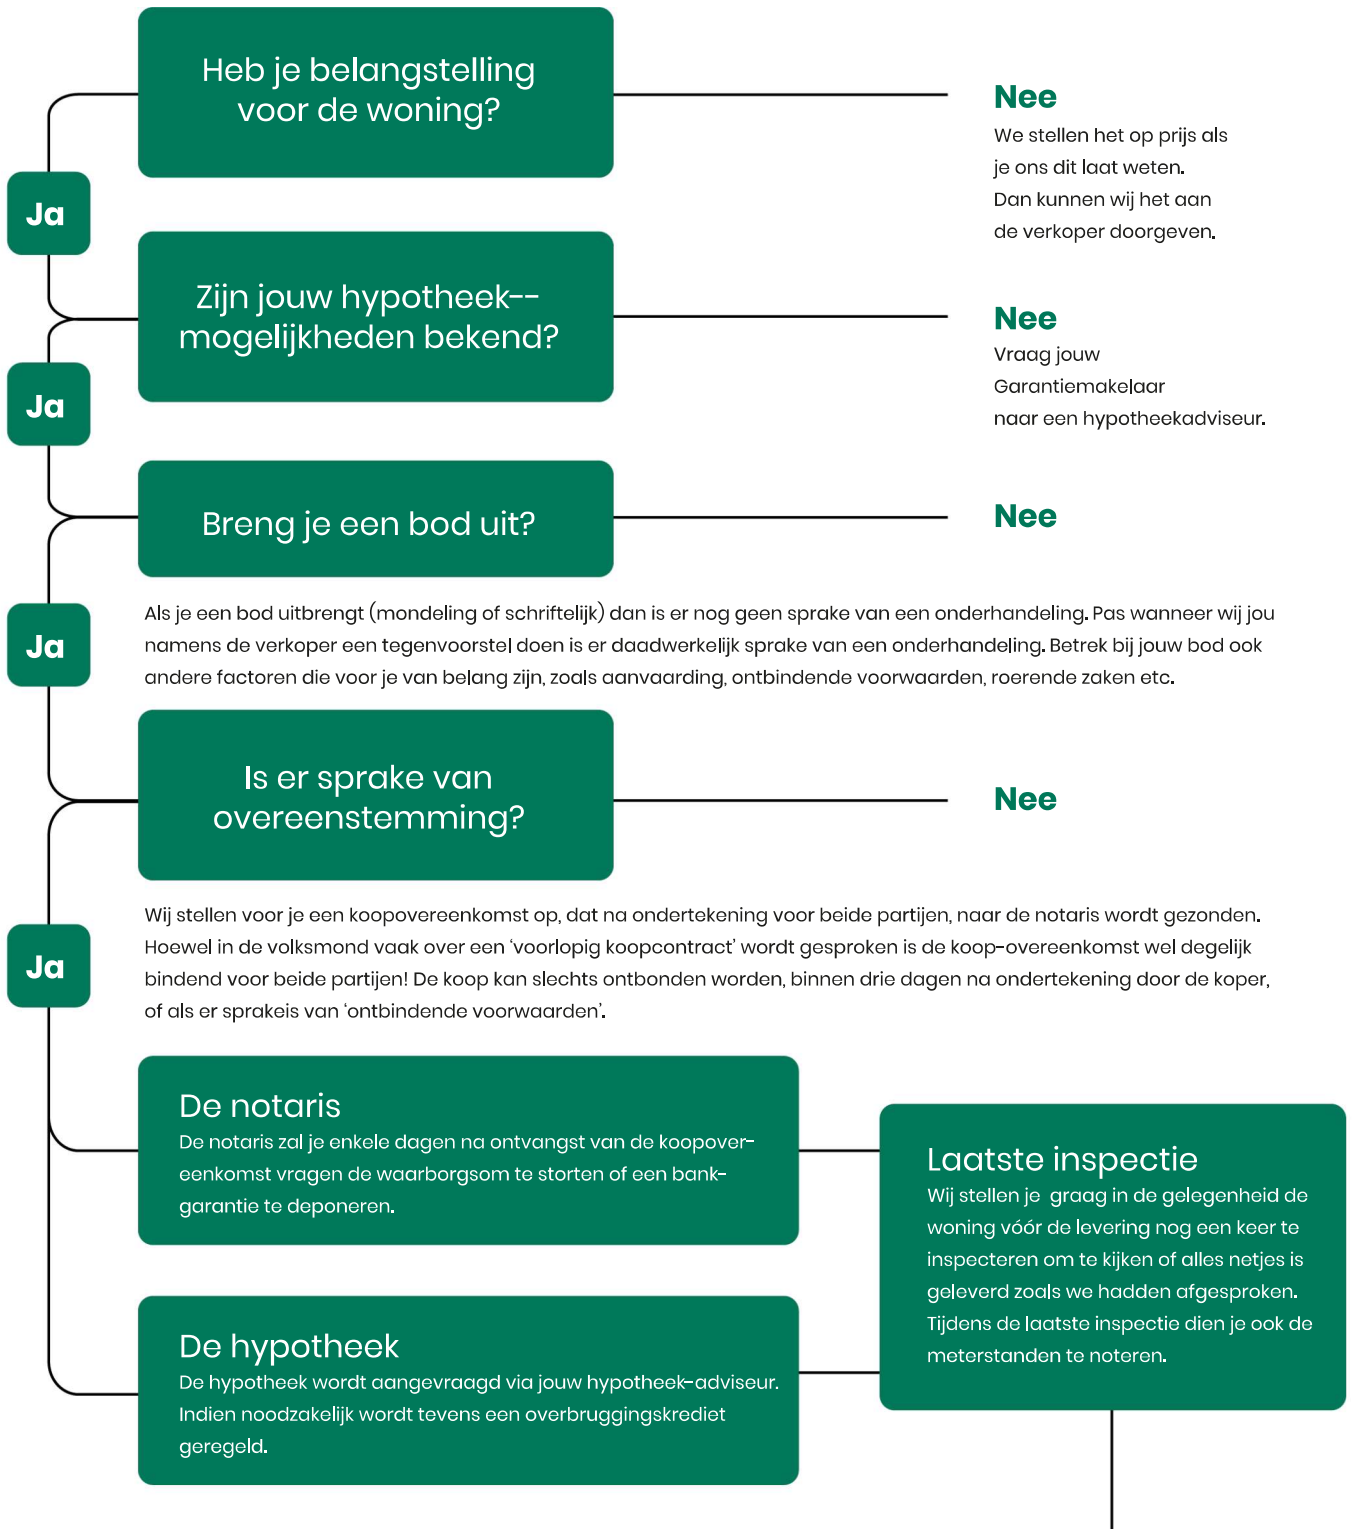 Heb je belangstelling
voor de woning?
Nee
We stellen het op prijs als
je ons dit laat weten.
Dan kunnen wij het aan
de verkoper doorgeven.
Ja
Zijn jouw hypotheek--
mogelijkheden bekend?
Nee
Vraag jouw
Garantiemakelaar
naar een hypotheekadviseur.
Ja
Breng je een bod uit?
Nee
Ja
Als je een bod uitbrengt (mondeling of schriftelijk) dan is er nog geen sprake van een onderhandeling. Pas wanneer wij jou
namens de verkoper een tegenvoorstel doen is er daadwerkelijk sprake van een onderhandeling. Betrek bij jouw bod ook
andere factoren die voor je van belang zijn, zoals aanvaarding, ontbindende voorwaarden, roerende zaken etc.
Is er sprake van
overeenstemming?
Nee
Ja
Wij stellen voor je een koopovereenkomst op, dat na ondertekening voor beide partijen, naar de notaris wordt gezonden.
Hoewel in de volksmond vaak over een ‘voorlopig koopcontract’ wordt gesproken is de koop-overeenkomst wel degelijk
bindend voor beide partijen! De koop kan slechts ontbonden worden, binnen drie dagen na ondertekening door de koper,
of als er sprakeis van ‘ontbindende voorwaarden’.
De notaris
De notaris zal je enkele dagen na ontvangst van de koopover-
eenkomst vragen de waarborgsom te storten of een bank-
garantie te deponeren.
Laatste inspectie
Wij stellen je graag in de gelegenheid de
woning vóór de levering nog een keer te
inspecteren om te kijken of alles netjes is
geleverd zoals we hadden afgesproken.
Tijdens de laatste inspectie dien je ook de
meterstanden te noteren.
De hypotheek
De hypotheek wordt aangevraagd via jouw hypotheek-adviseur.
Indien noodzakelijk wordt tevens een overbruggingskrediet
geregeld.